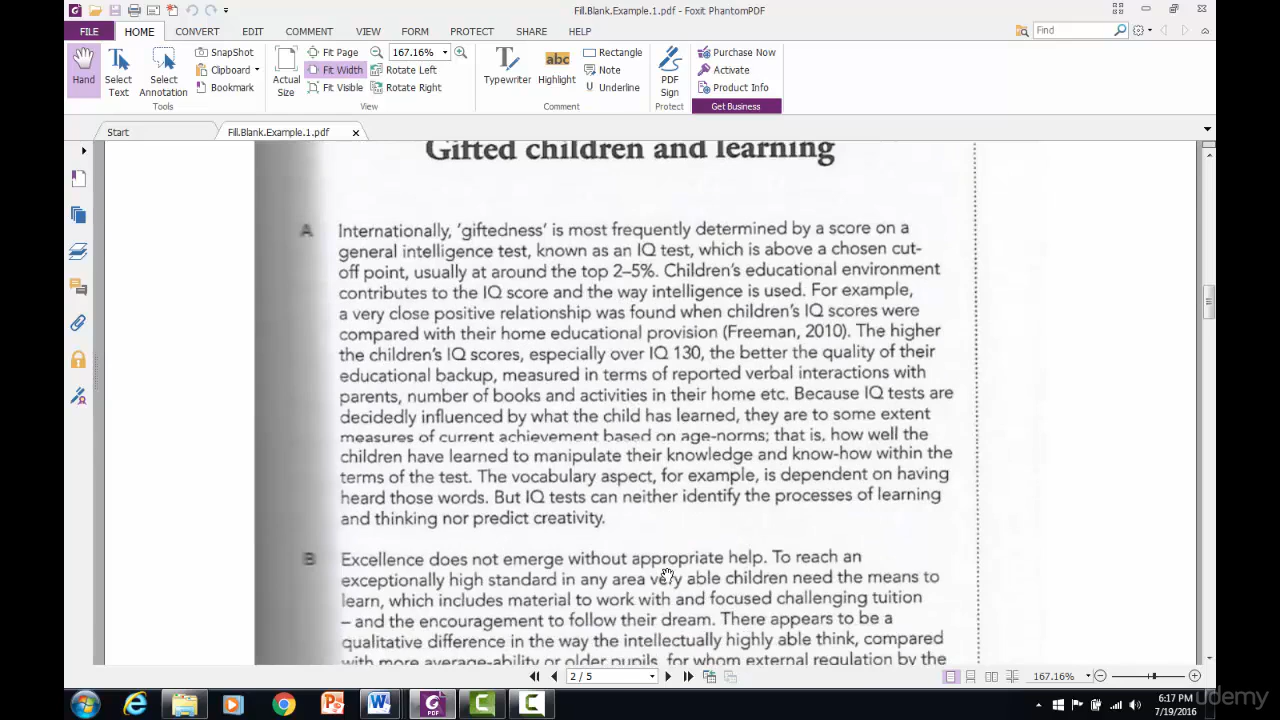 Fill.Blank.Example.1.pdf - Foxit PhantomPDF
FILE HOME CONVERT EDIT COMMENT VIEW FORM PROTECT SHARE HELP
Find
Hand
Select Text
Select Annotation
SnapShot
Clipboard
Bookmark
Tools
Actual Size
Fit Page
Fit Width
Fit Visible
167.16%
Rotate Left
Rotate Right
View
Typewriter
abc
Highlight
Rectangle
Note
Underline
Comment
PDF Sign
Protect
Purchase Now
Activate
Product Info
Get Business
Start
Fill.Blank.Example.1.pdf
Gifted children and learning
A Internationally, 'giftedness' is most frequently determined by a score on a
general intelligence test, known as an IQ test, which is above a chosen cut-
off point, usually at around the top 2–5%. Children's educational environment
contributes to the IQ score and the way intelligence is used. For example,
a very close positive relationship was found when children's IQ scores were
compared with their home educational provision (Freeman, 2010). The higher
the children's IQ scores, especially over IQ 130, the better the quality of their
educational backup, measured in terms of reported verbal interactions with
parents, number of books and activities in their home etc. Because IQ tests are
decidedly influenced by what the child has learned, they are to some extent
measures of current achievement based on age-norms; that is, how well the
children have learned to manipulate their knowledge and know-how within the
terms of the test. The vocabulary aspect, for example, is dependent on having
heard those words. But IQ tests can neither identify the processes of learning
and thinking nor predict creativity.
B Excellence does not emerge without appropriate help. To reach an
exceptionally high standard in any area very able children need the means to
learn, which includes material to work with and focused challenging tuition
– and the encouragement to follow their dream. There appears to be a
qualitative difference in the way the intellectually highly able think, compared
with more average-ability or older pupils, for whom external regulation by the
2 / 5
167.16%
6:17 PM
7/19/2016
udemy